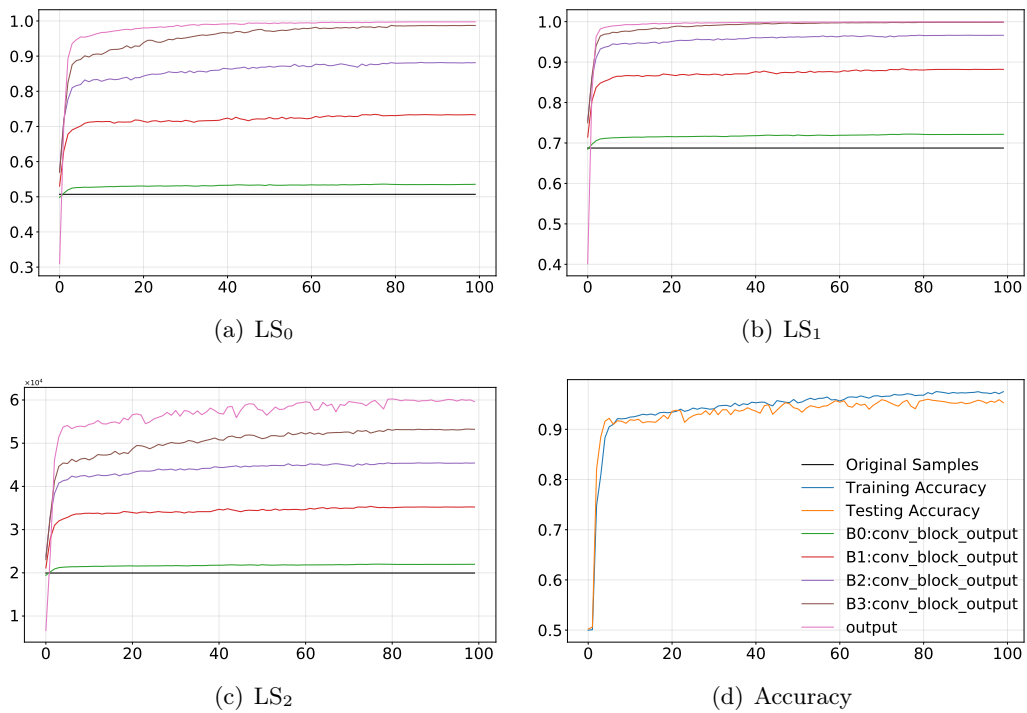 1.0
0.9
0.8
0.7
0.6
0.5
0.4
0.3
0 20 40 60 80 100
(a) LS₀
1.0
0.9
0.8
0.7
0.6
0.5
0.4
0 20 40 60 80 100
(b) LS₁
×10⁴
6
5
4
3
2
1
0 20 40 60 80 100
(c) LS₂
0.9
0.8
0.7
0.6
0.5
Original Samples
Training Accuracy
Testing Accuracy
B0:conv_block_output
B1:conv_block_output
B2:conv_block_output
B3:conv_block_output
output
0 20 40 60 80 100
(d) Accuracy